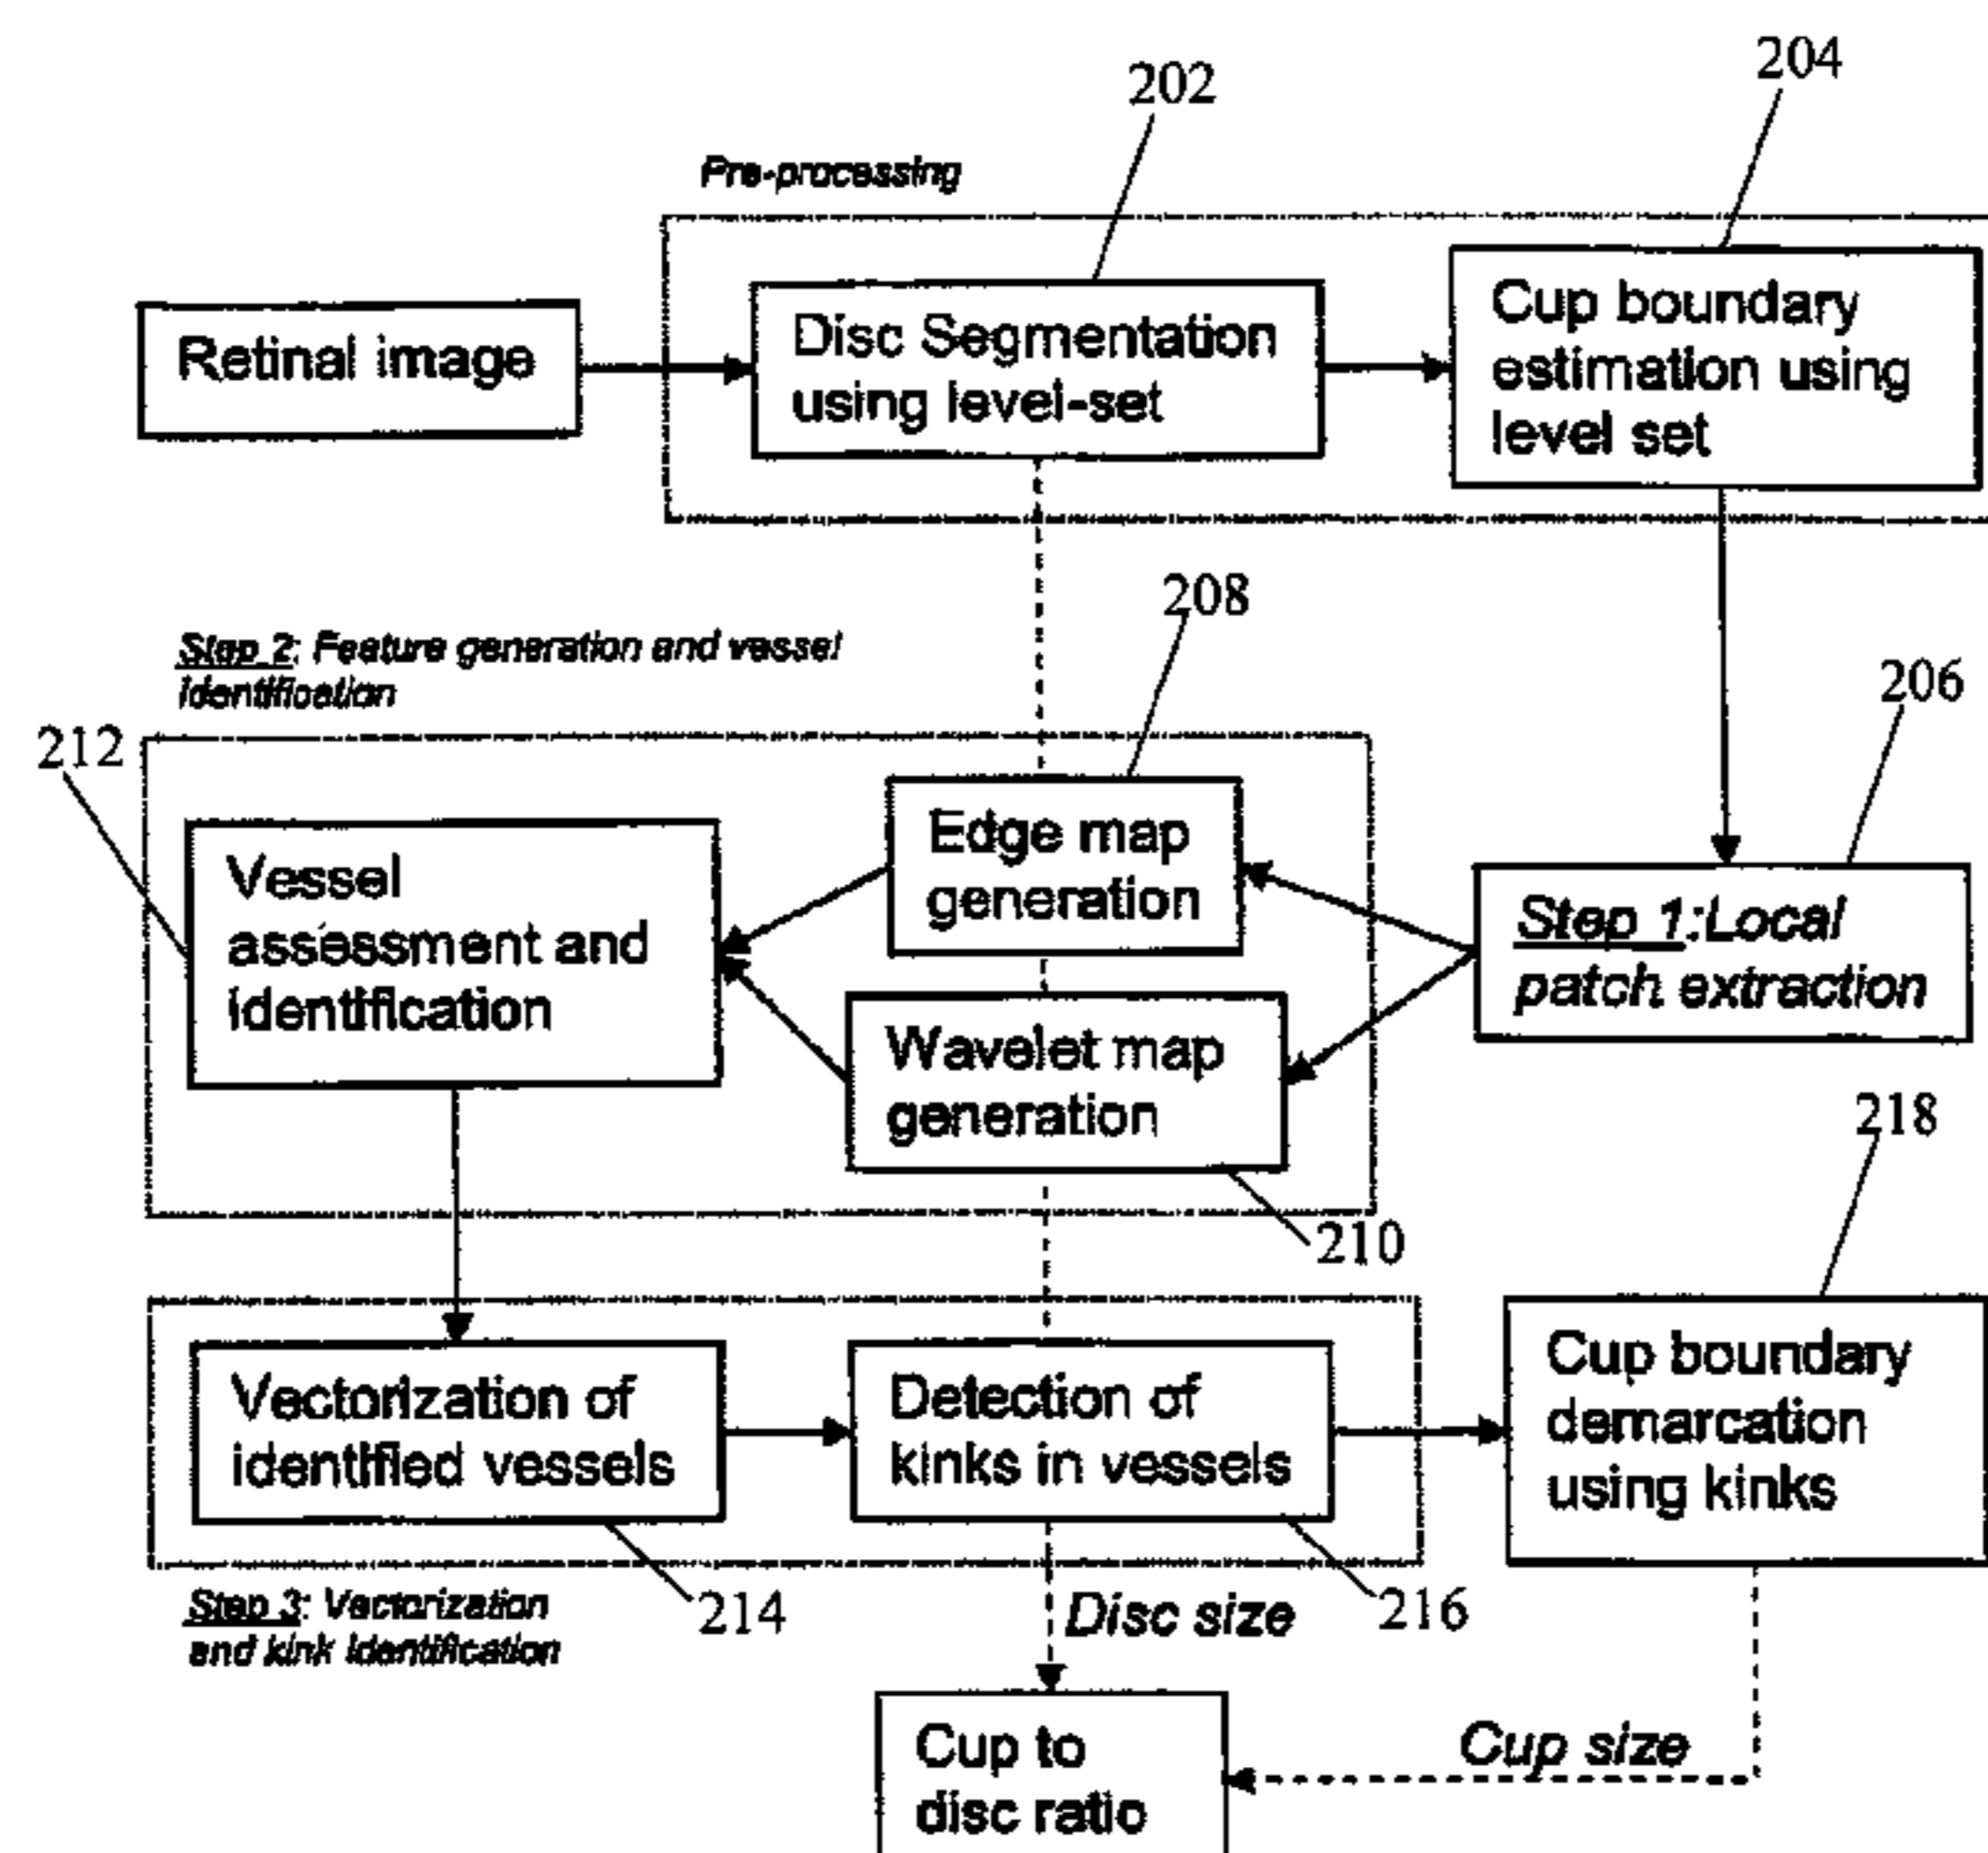 202
204
Pre-processing
Retinal image
Disc Segmentation
using level-set
Cup boundary
estimation using
level set
208
206
Step 2: Feature generation and vessel
identification
212
Vessel
assessment and
identification
Edge map
generation
Step 1:Local
patch extraction
Wavelet map
generation
210
218
Vectorization of
identified vessels
Detection of
kinks in vessels
Cup boundary
demarcation
using kinks
Step 3: Vectorization
and kink identification
214
216
Disc size
Cup size
Cup to
disc ratio